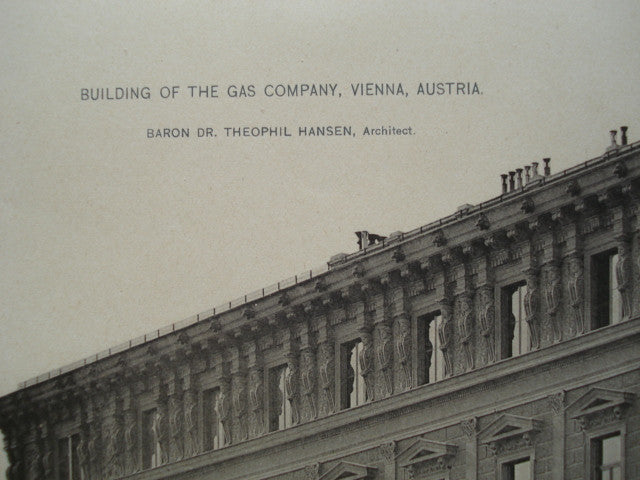 BUILDING OF THE GAS COMPANY, VIENNA, AUSTRIA.
BARON DR. THEOPHIL HANSEN, Architect.